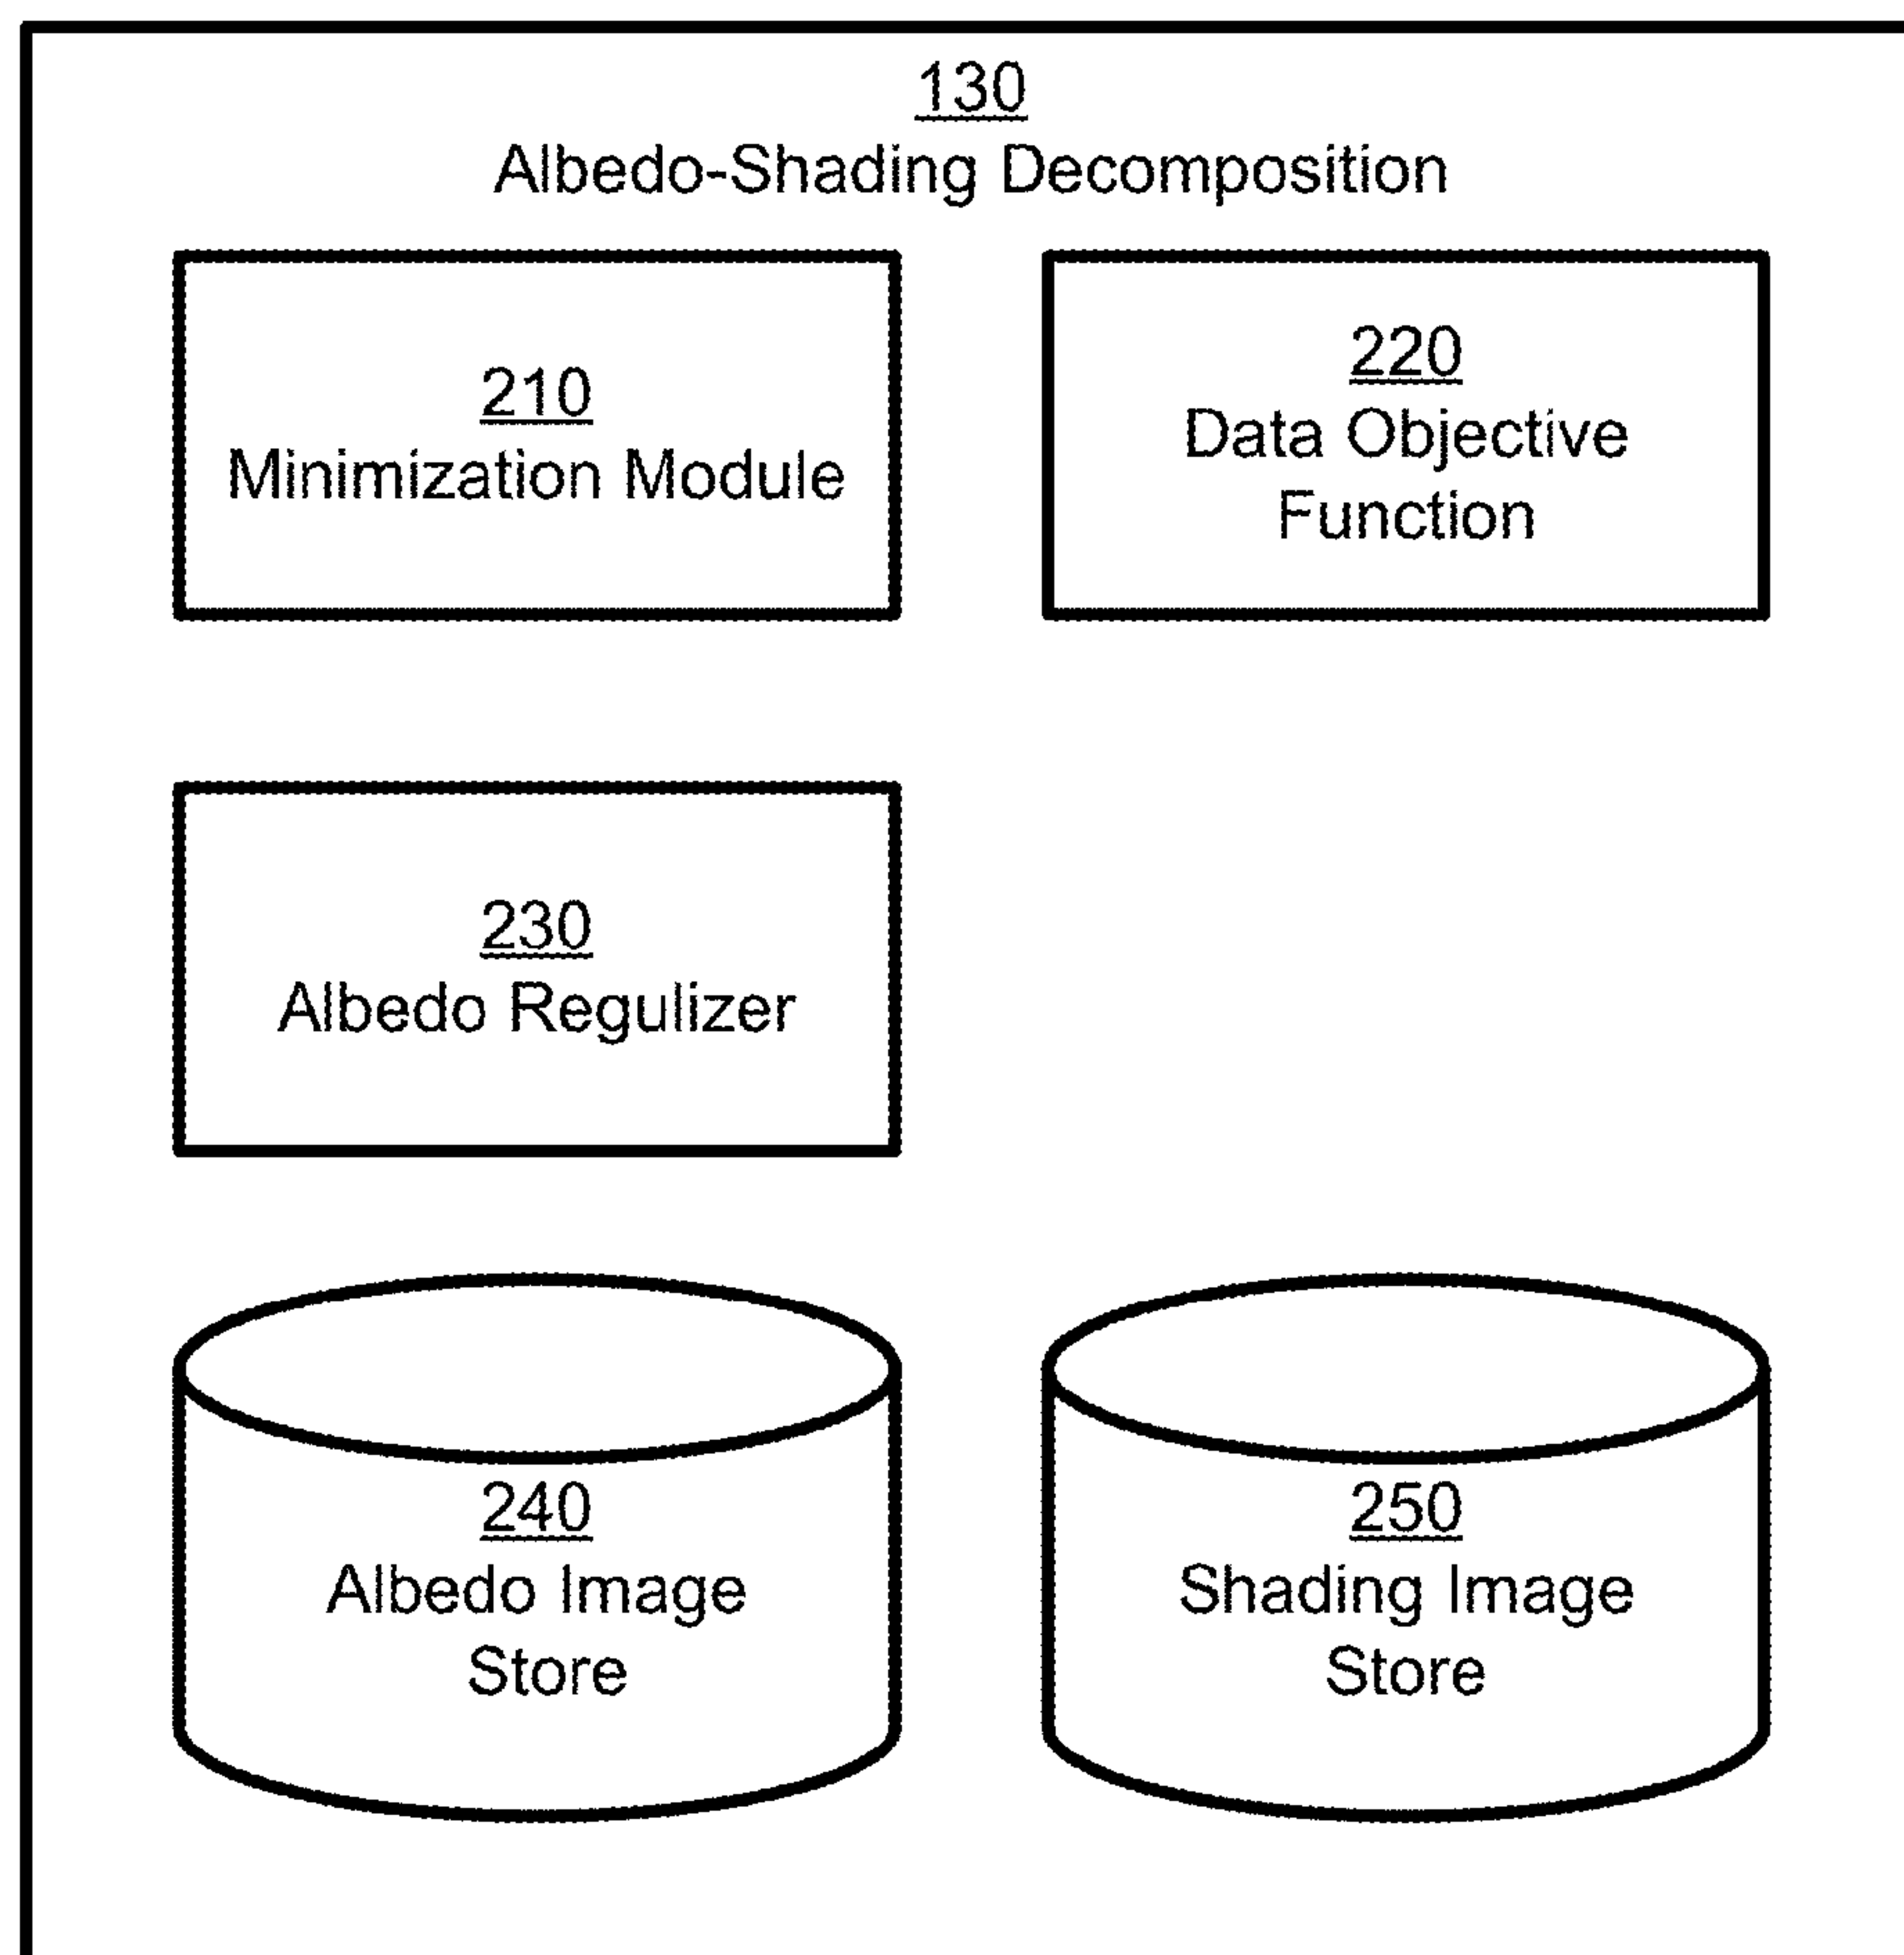 130
Albedo-Shading Decomposition
210
Minimization Module
220
Data Objective
Function
230
Albedo Regulizer
240
Albedo Image
Store
250
Shading Image
Store